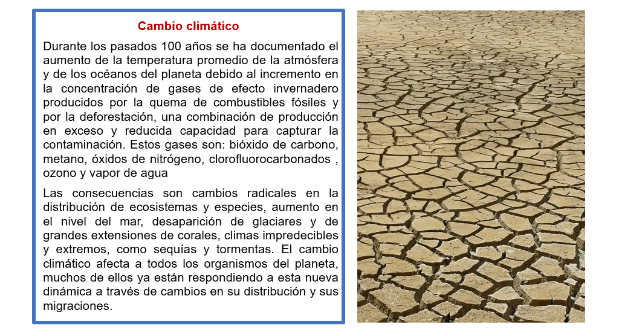 Cambio climático
Durante los pasados 100 años se ha documentado el
aumento de la temperatura promedio de la atmósfera
y de los océanos del planeta debido al incremento en
la concentración de gases de efecto invernadero
producidos por la quema de combustibles fósiles y
por la deforestación, una combinación de producción
en exceso y reducida capacidad para capturar la
contaminación. Estos gases son: bióxido de carbono,
metano, óxidos de nitrógeno, clorofluorocarbonados ,
ozono y vapor de agua
Las consecuencias son cambios radicales en la
distribución de ecosistemas y especies, aumento en
el nivel del mar, desaparición de glaciares y de
grandes extensiones de corales, climas impredecibles
y extremos, como sequías y tormentas. El cambio
climático afecta a todos los organismos del planeta,
muchos de ellos ya están respondiendo a esta nueva
dinámica a través de cambios en su distribución y sus
migraciones.